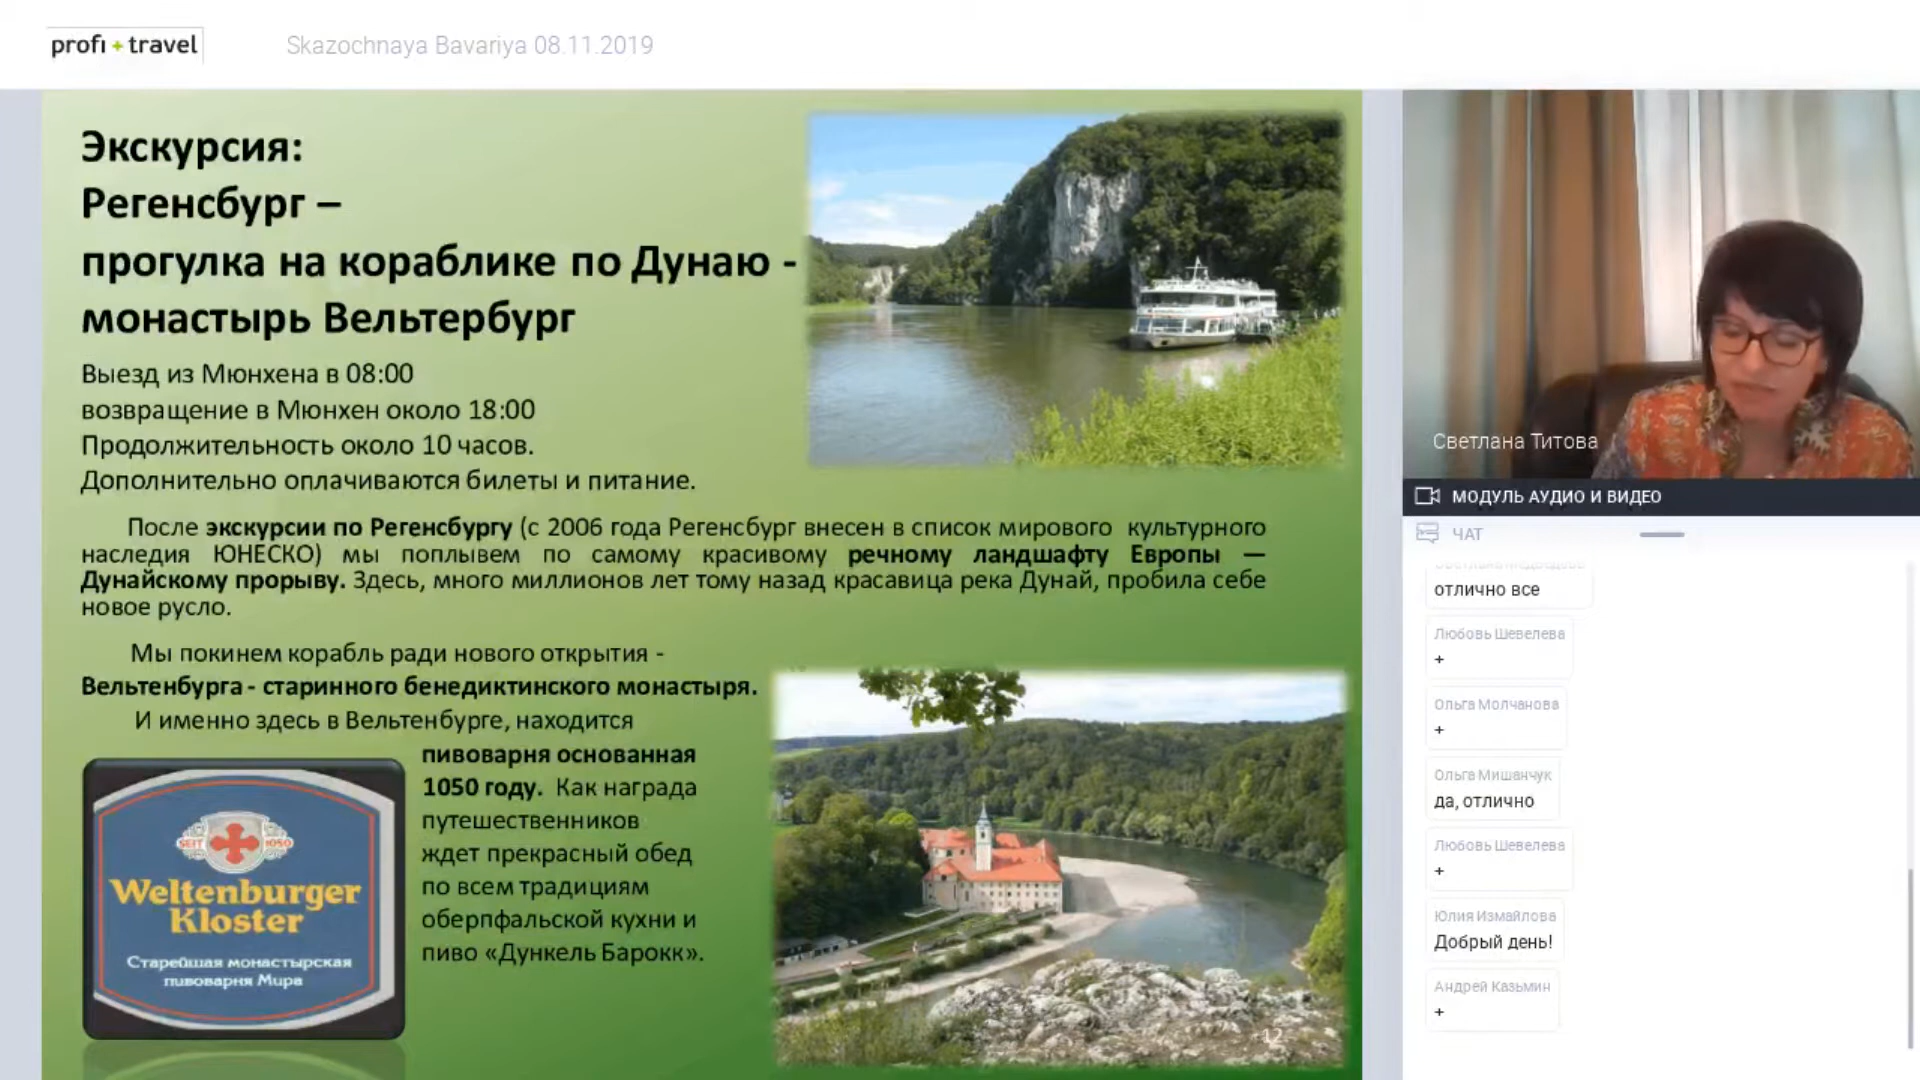 profi + travel
Skazochnaya Bavariya 08.11.2019
Экскурсия:
Регенсбург –
прогулка на кораблике по Дунаю -
монастырь Вельтербург
Выезд из Мюнхена в 08:00
возвращение в Мюнхен около 18:00
Продолжительность около 10 часов.
Дополнительно оплачиваются билеты и питание.
После экскурсии по Регенсбургу (с 2006 года Регенсбург внесен в список мирового культурного
наследия ЮНЕСКО) мы поплывем по самому красивому речному ландшафту Европы —
Дунайскому прорыву. Здесь, много миллионов лет тому назад красавица река Дунай, пробила себе
новое русло.
Мы покинем корабль ради нового открытия -
Вельтенбурга - старинного бенедиктинского монастыря.
И именно здесь в Вельтенбурге, находится
пивоварня основанная
1050 году. Как награда
путешественников
ждет прекрасный обед
по всем традициям
оберпфальской кухни и
пиво «Дункель Барокк».
SEIT 1050
Weltenburger
Kloster
Старейшая монастырская
пивоварня Мира
12
Светлана Титова
МОДУЛЬ АУДИО И ВИДЕО
ЧАТ
отлично все
Любовь Шевелева
+
Ольга Молчанова
+
Ольга Мишанчук
да, отлично
Любовь Шевелева
+
Юлия Измайлова
Добрый день!
Андрей Казьмин
+